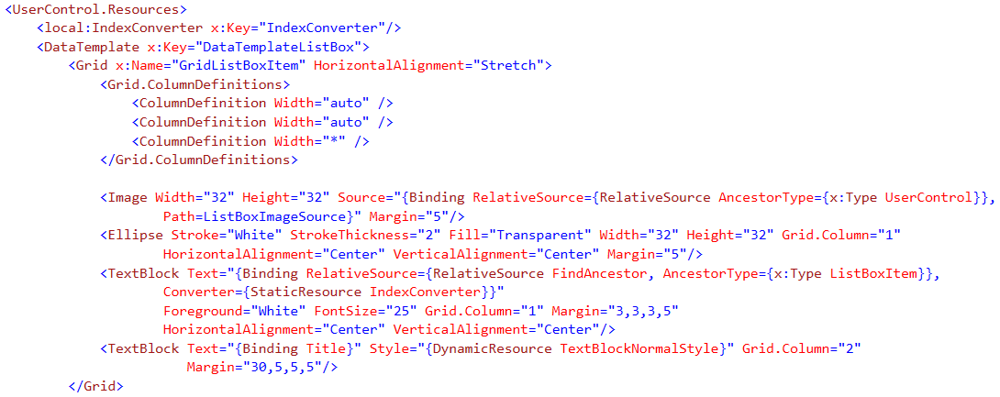 <UserControl.Resources>
    <local:IndexConverter x:Key="IndexConverter"/>
    <DataTemplate x:Key="DataTemplateListBox">
        <Grid x:Name="GridListBoxItem" HorizontalAlignment="Stretch">
            <Grid.ColumnDefinitions>
                <ColumnDefinition Width="auto" />
                <ColumnDefinition Width="auto" />
                <ColumnDefinition Width="*" />
            </Grid.ColumnDefinitions>

            <Image Width="32" Height="32" Source="{Binding RelativeSource={RelativeSource AncestorType={x:Type UserControl}},
                    Path=ListBoxImageSource}" Margin="5"/>
            <Ellipse Stroke="White" StrokeThickness="2" Fill="Transparent" Width="32" Height="32" Grid.Column="1"
                    HorizontalAlignment="Center" VerticalAlignment="Center" Margin="5"/>
            <TextBlock Text="{Binding RelativeSource={RelativeSource FindAncestor, AncestorType={x:Type ListBoxItem}},
                    Converter={StaticResource IndexConverter}}"
                    Foreground="White" FontSize="25" Grid.Column="1" Margin="3,3,3,5"
                    HorizontalAlignment="Center" VerticalAlignment="Center"/>
            <TextBlock Text="{Binding Title}" Style="{DynamicResource TextBlockNormalStyle}" Grid.Column="2"
                       Margin="30,5,5,5"/>
        </Grid>